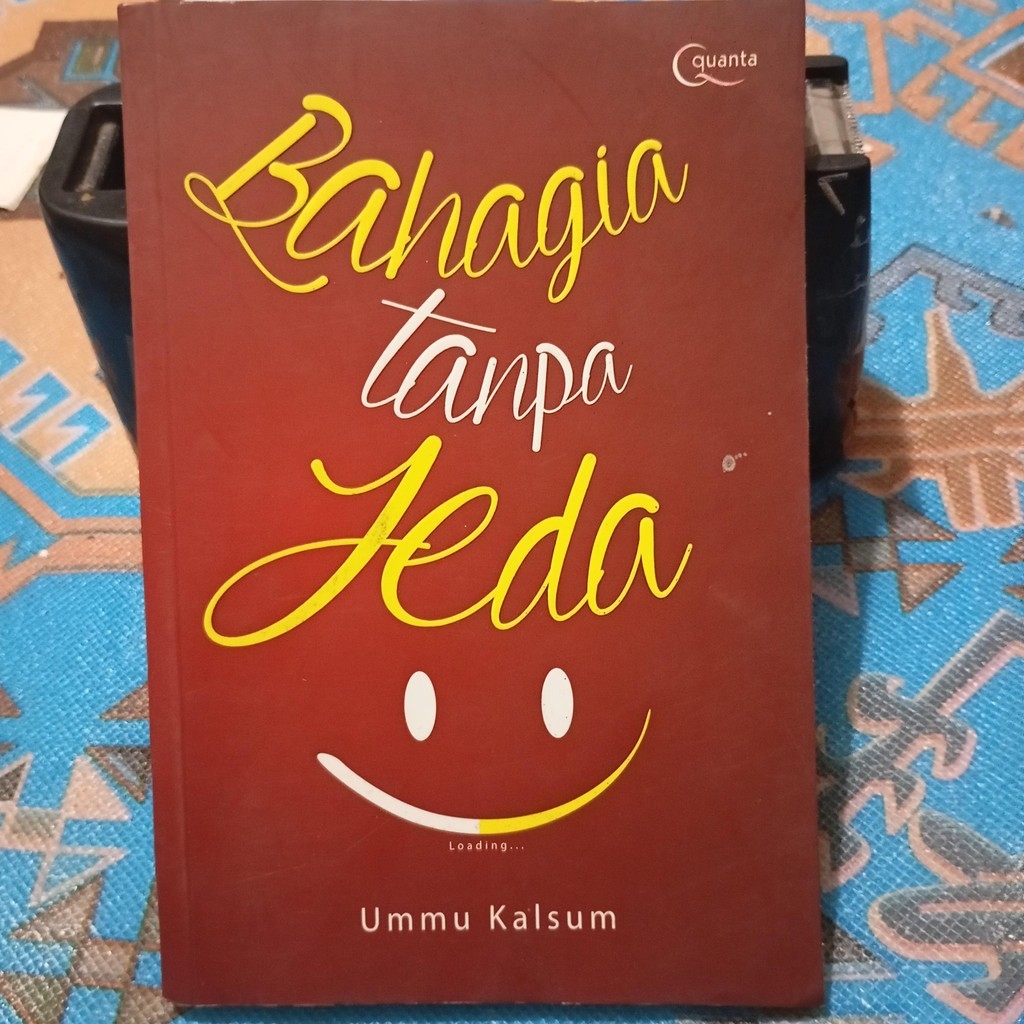 quanta
Bahagia
tanpa
Jeda
Loading...
Ummu Kalsum